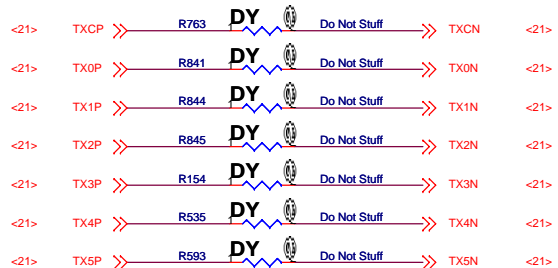 <21> TXCP R763 DY Do Not Stuff TXCN <21>
<21> TX0P R841 DY Do Not Stuff TX0N <21>
<21> TX1P R844 DY Do Not Stuff TX1N <21>
<21> TX2P R845 DY Do Not Stuff TX2N <21>
<21> TX3P R154 DY Do Not Stuff TX3N <21>
<21> TX4P R535 DY Do Not Stuff TX4N <21>
<21> TX5P R593 DY Do Not Stuff TX5N <21>